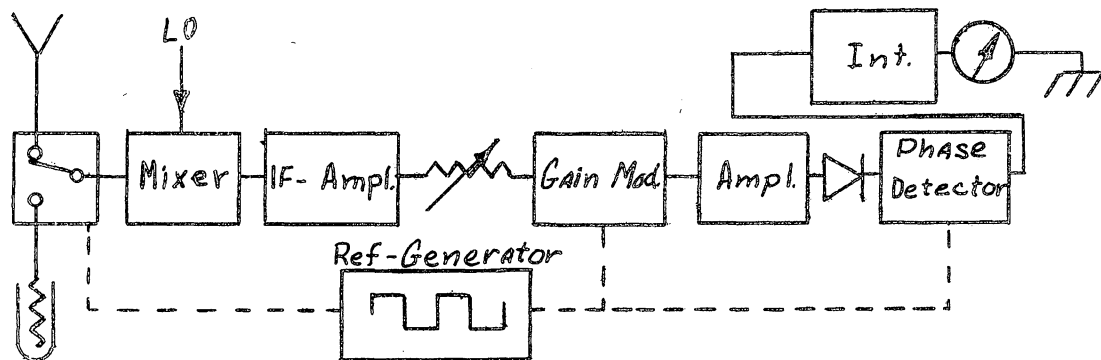 LO
Int.
Mixer
IF-Ampl.
GAin Mod.
Ampl.
PhAse
Detector
Ref-GenerAtor